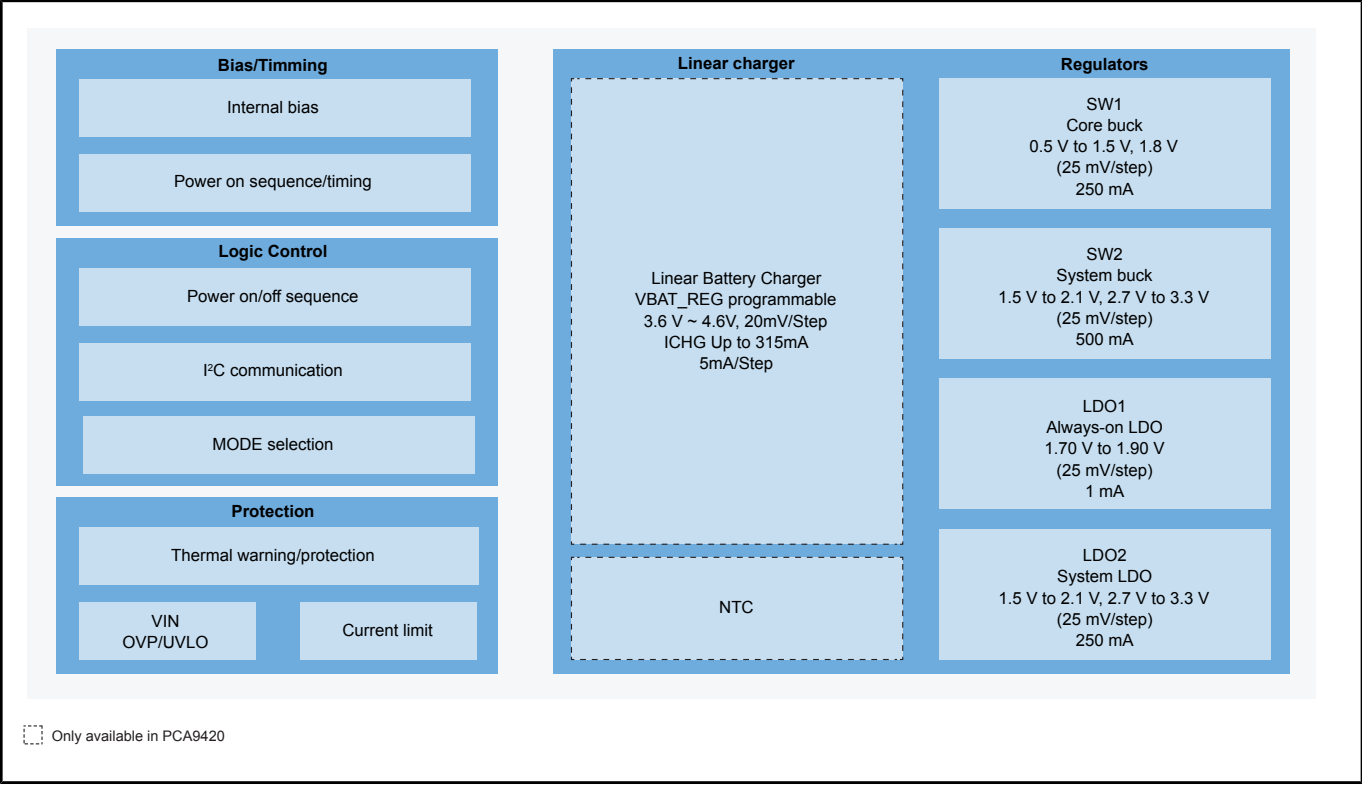 Bias/Timming
Internal bias
Power on sequence/timing
Logic Control
Power on/off sequence
I²C communication
MODE selection
Protection
Thermal warning/protection
VIN
OVP/UVLO
Current limit
Linear charger
Linear Battery Charger
VBAT_REG programmable
3.6 V ~ 4.6V, 20mV/Step
ICHG Up to 315mA
5mA/Step
NTC
Regulators
SW1
Core buck
0.5 V to 1.5 V, 1.8 V
(25 mV/step)
250 mA
SW2
System buck
1.5 V to 2.1 V, 2.7 V to 3.3 V
(25 mV/step)
500 mA
LDO1
Always-on LDO
1.70 V to 1.90 V
(25 mV/step)
1 mA
LDO2
System LDO
1.5 V to 2.1 V, 2.7 V to 3.3 V
(25 mV/step)
250 mA
Only available in PCA9420